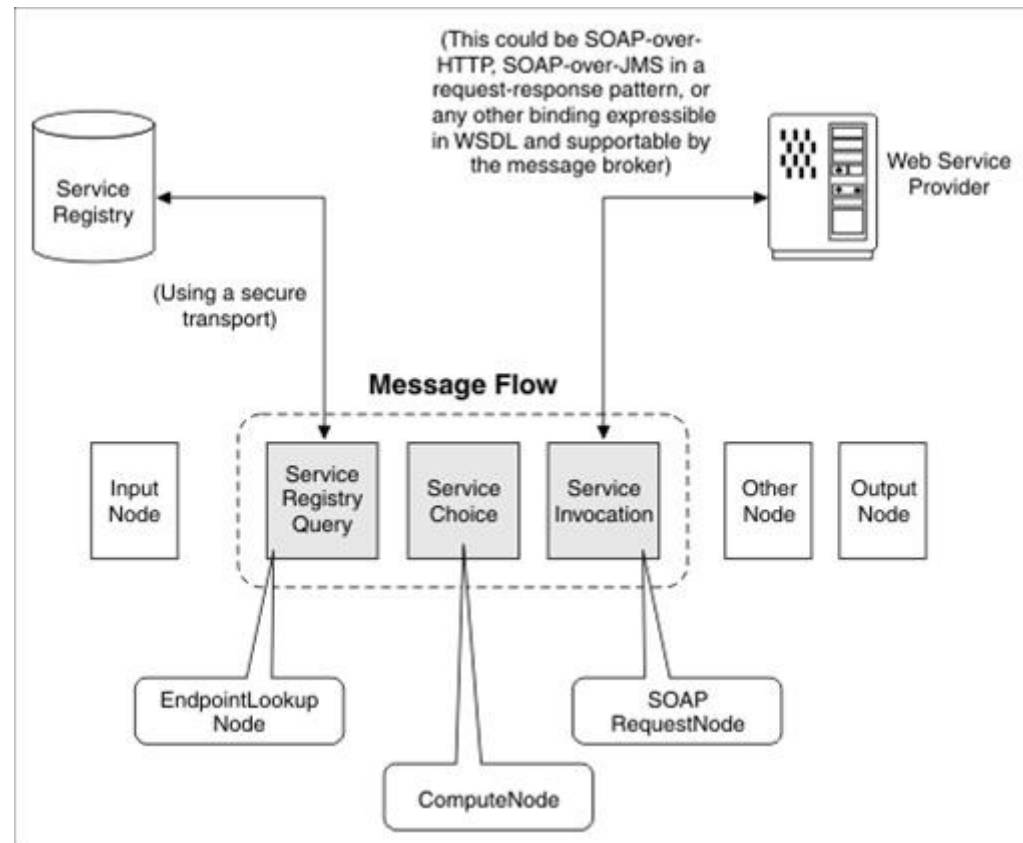 (This could be SOAP-over-
HTTP, SOAP-over-JMS in a
request-response pattern, or
any other binding expressible
in WSDL and supportable by
the message broker)
Service
Registry
Web Service
Provider
(Using a secure
transport)
Message Flow
Input
Node
Service
Registry
Query
Service
Choice
Service
Invocation
Other
Node
Output
Node
EndpointLookup
Node
SOAP
RequestNode
ComputeNode